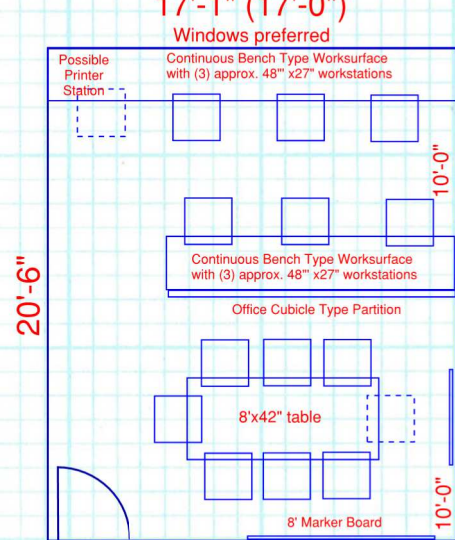 17'-1" (17'-0")
Windows preferred
Possible
Printer
Station
Continuous Bench Type Worksurface
with (3) approx. 48'" x27" workstations
10'-0"
20'-6"
Continuous Bench Type Worksurface
with (3) approx. 48'" x27" workstations
Office Cubicle Type Partition
8'x42" table
10'-0"
8' Marker Board